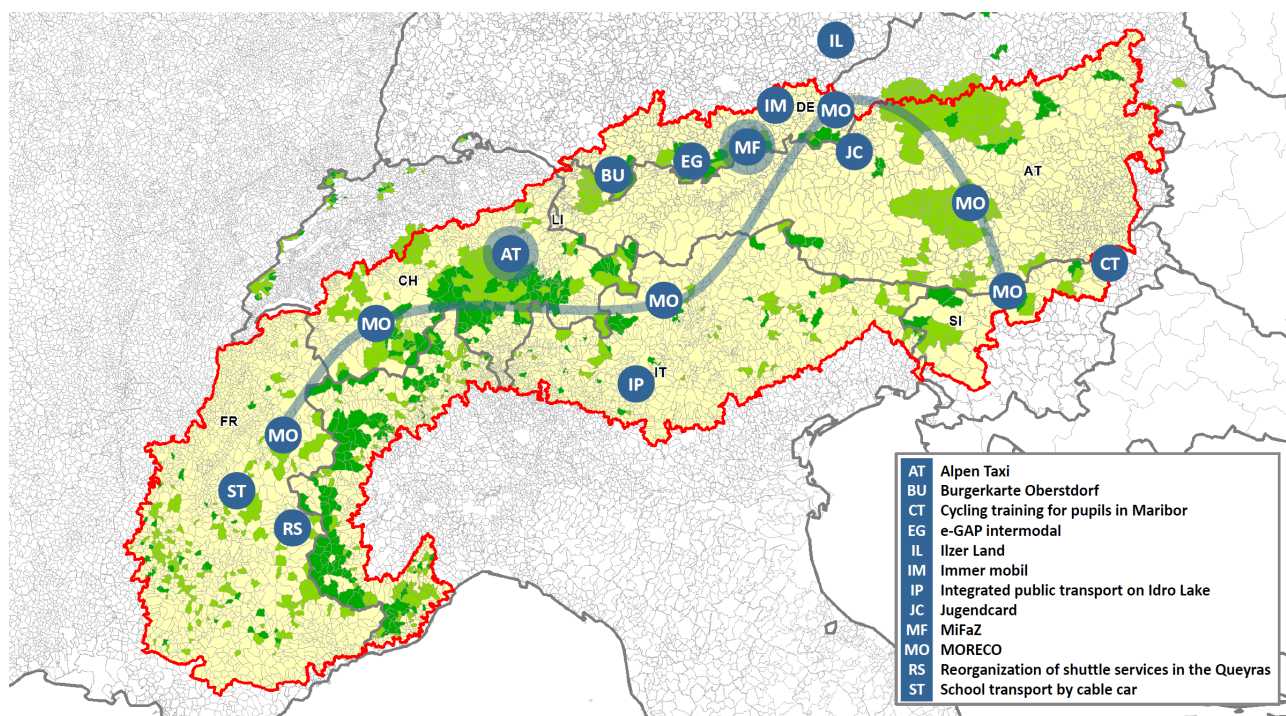 IL
IM
DE
MO
MF
EG
JC
BU
AT
MO
LI
AT
CT
CH
MO
MO
MO
SI
IP
IT
FR
MO
ST
RS
AT Alpen Taxi
BU Burgerkarte Oberstdorf
CT Cycling training for pupils in Maribor
EG e-GAP intermodal
IL Ilzer Land
IM Immer mobil
IP Integrated public transport on Idro Lake
JC Jugendcard
MF MiFaZ
MO MORECO
RS Reorganization of shuttle services in the Queyras
ST School transport by cable car